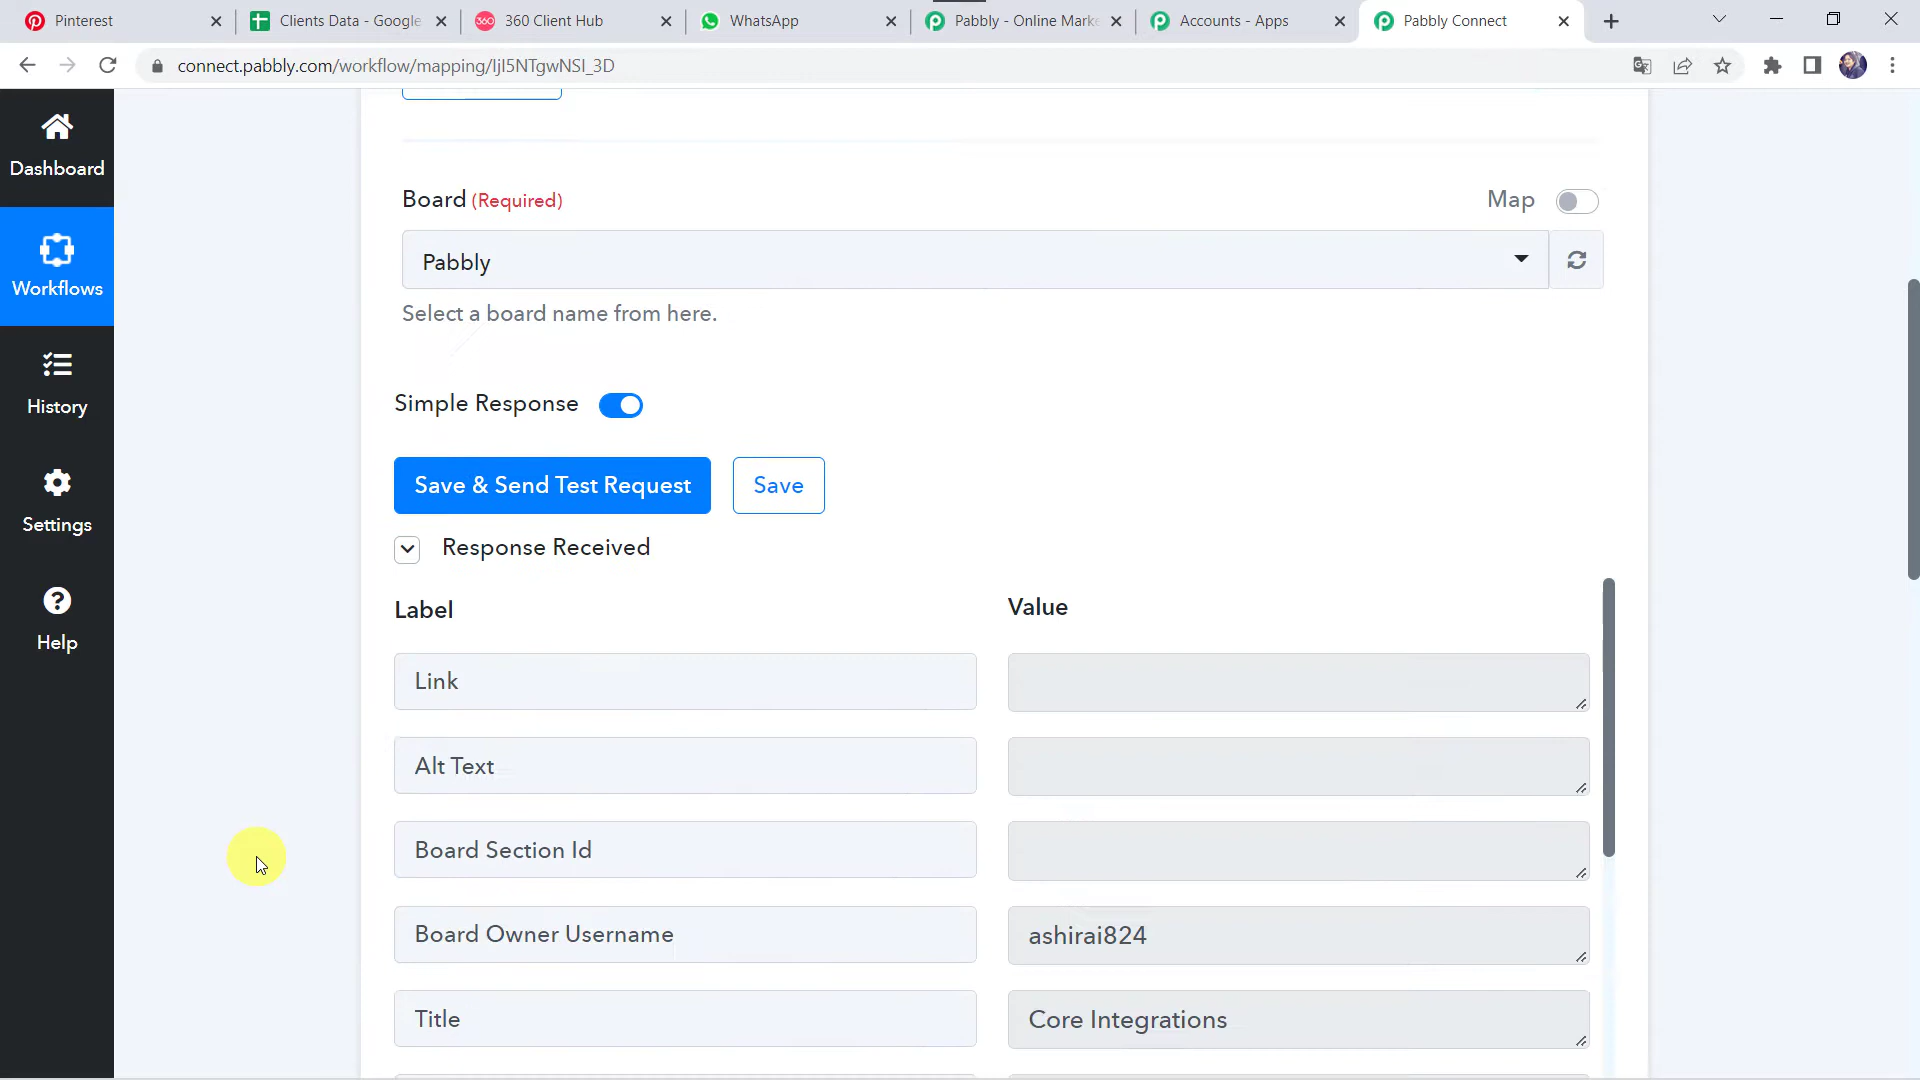 Pinterest
Clients Data - Google
360 Client Hub
WhatsApp
Pabbly - Online Marke
Accounts - Apps
Pabbly Connect
connect.pabbly.com/workflow/mapping/IjI5NTgwNSI_3D
Dashboard
Workflows
History
Settings
Help
Board (Required)
Map
Pabbly
Select a board name from here.
Simple Response
Save & Send Test Request
Save
Response Received
Label
Value
Link
Alt Text
Board Section Id
Board Owner Username
ashirai824
Title
Core Integrations